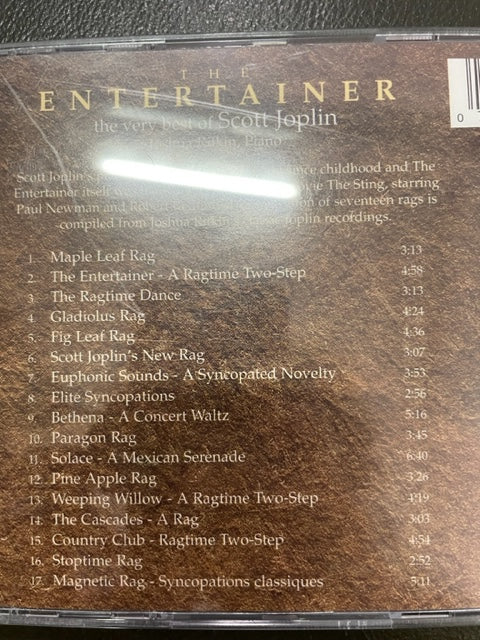 THE
ENTERTAINER
the very best of Scott Joplin
Piano
Scott Joplin's childhood and The
Entertainer itself The Sting, starring
Paul Newman and of seventeen rags is
compiled from Joshua Joplin recordings.
1. Maple Leaf Rag 3:13
2. The Entertainer - A Ragtime Two-Step 4:58
3. The Ragtime Dance 3:13
4. Gladiolus Rag 4:24
5. Fig Leaf Rag 4:36
6. Scott Joplin's New Rag 3:07
7. Euphonic Sounds - A Syncopated Novelty 3:53
8. Elite Syncopations 2:56
9. Bethena - A Concert Waltz 5:16
10. Paragon Rag 3:45
11. Solace - A Mexican Serenade 6:40
12. Pine Apple Rag 3:26
13. Weeping Willow - A Ragtime Two-Step 4:19
14. The Cascades - A Rag 3:03
15. Country Club - Ragtime Two-Step 4:54
16. Stoptime Rag 2:52
17. Magnetic Rag - Syncopations classiques 5:11
0